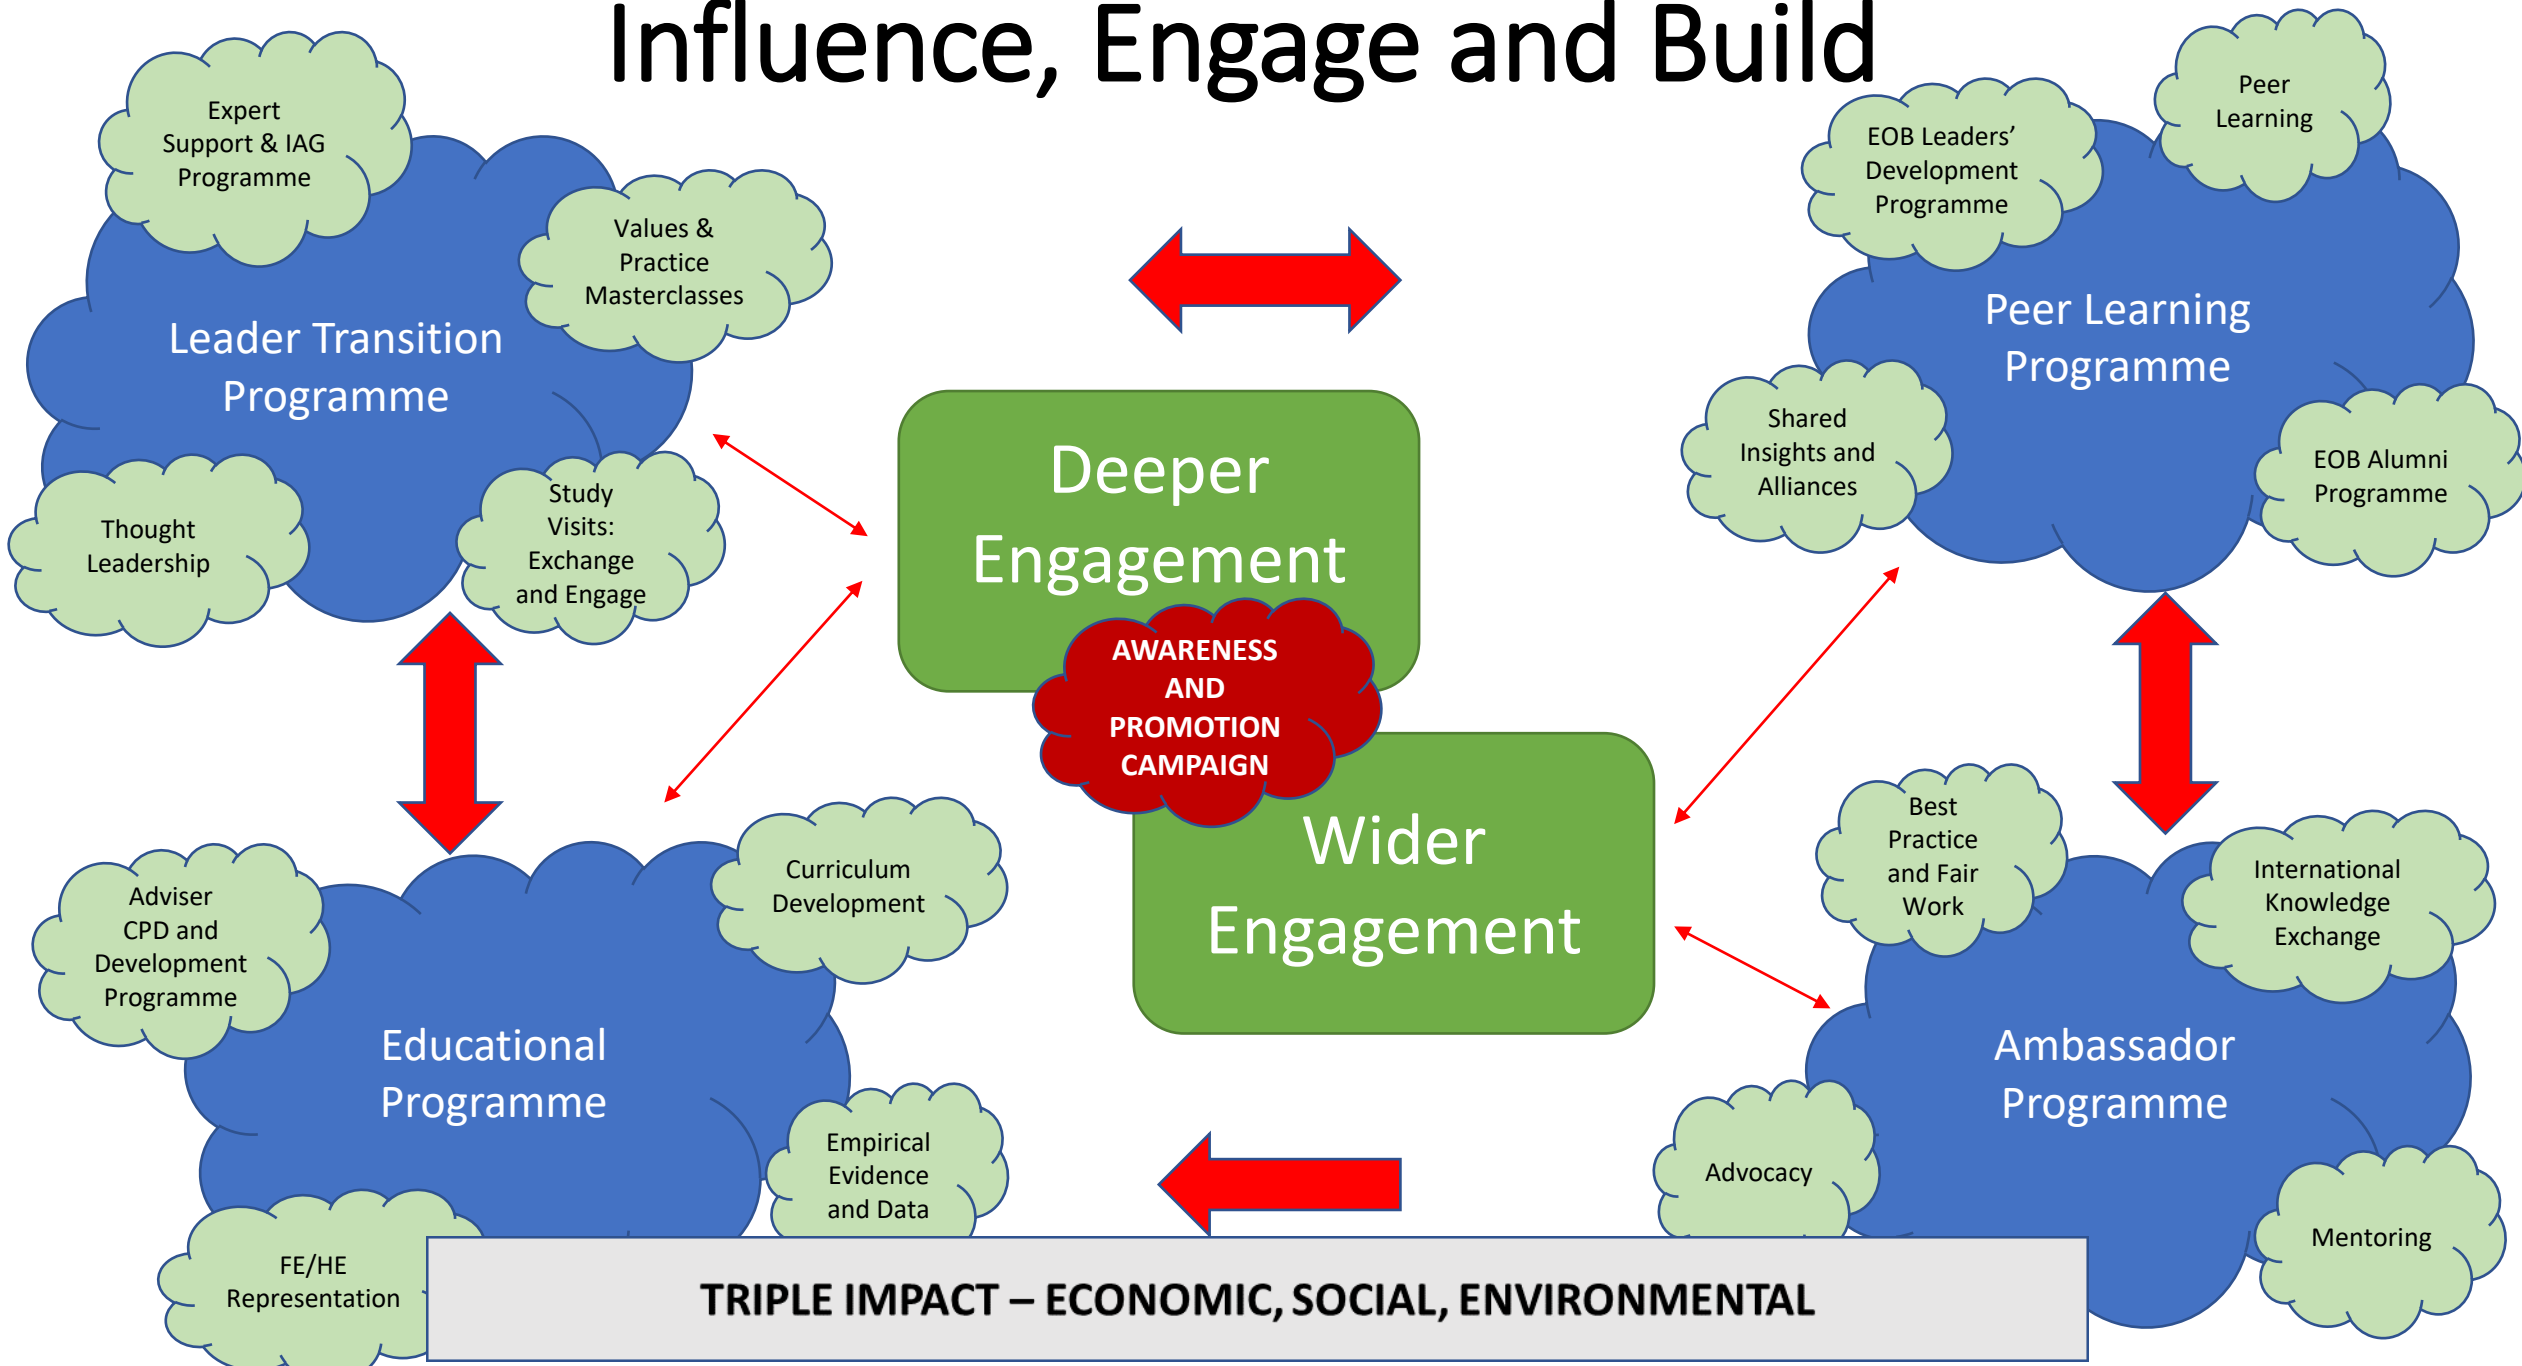 Influence, Engage and Build
Expert
Support & IAG
Programme
Values &
Practice
Masterclasses
Leader Transition
Programme
Thought
Leadership
Study
Visits:
Exchange
and Engage
EOB Leaders’
Development
Programme
Peer
Learning
Peer Learning
Programme
Shared
Insights and
Alliances
EOB Alumni
Programme
Deeper
Engagement
AWARENESS
AND
PROMOTION
CAMPAIGN
Wider
Engagement
Adviser
CPD and
Development
Programme
Curriculum
Development
Educational
Programme
Empirical
Evidence
and Data
FE/HE
Representation
Best
Practice
and Fair
Work
International
Knowledge
Exchange
Ambassador
Programme
Advocacy
Mentoring
TRIPLE IMPACT – ECONOMIC, SOCIAL, ENVIRONMENTAL